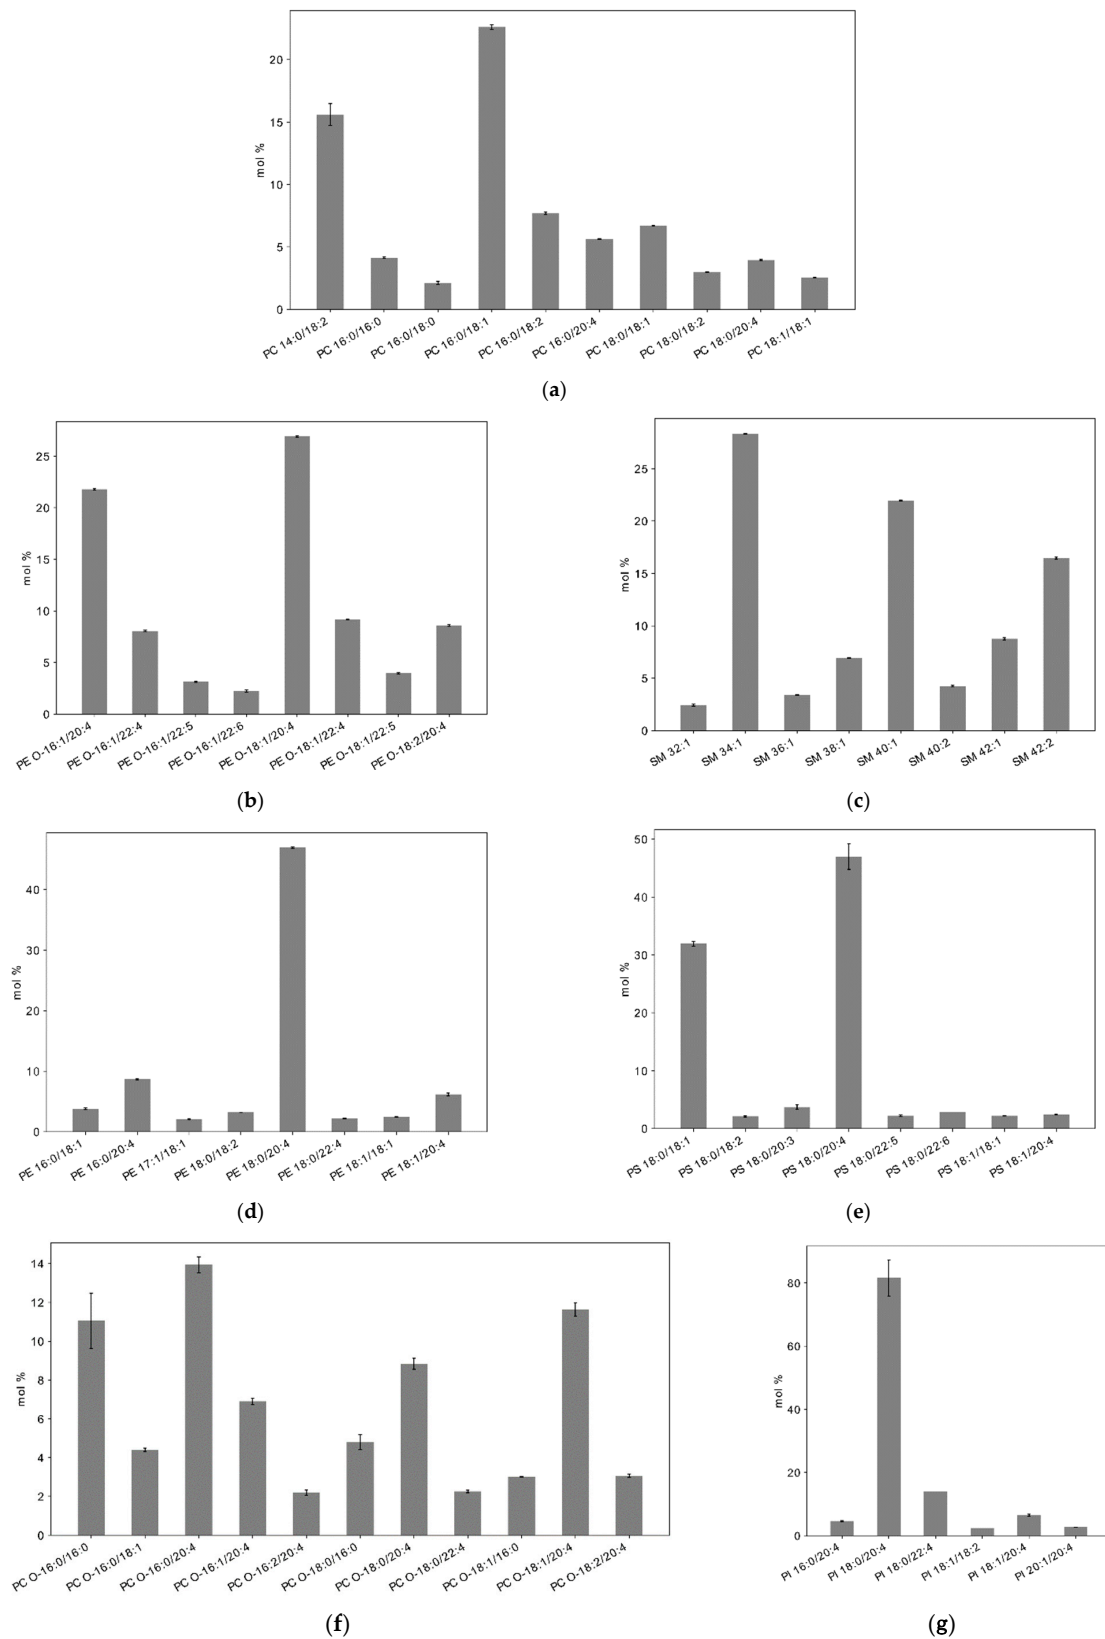 20
15
10
5
0
mol %
PC 14:0/18:2
PC 16:0/16:0
PC 16:0/18:0
PC 16:0/18:1
PC 16:0/18:2
PC 16:0/20:4
PC 18:0/18:1
PC 18:0/18:2
PC 18:0/20:4
PC 18:1/18:1
(a)
25
20
15
10
5
0
mol %
PE O-16:1/20:4
PE O-16:1/22:4
PE O-16:1/22:5
PE O-16:1/22:6
PE O-18:1/20:4
PE O-18:1/22:4
PE O-18:1/22:5
PE O-18:2/20:4
(b)
25
20
15
10
5
0
mol %
SM 32:1
SM 34:1
SM 36:1
SM 38:1
SM 40:1
SM 40:2
SM 42:1
SM 42:2
(c)
40
30
20
10
0
mol %
PE 16:0/18:1
PE 16:0/20:4
PE 17:1/18:1
PE 18:0/18:2
PE 18:0/20:4
PE 18:0/22:4
PE 18:1/18:1
PE 18:1/20:4
(d)
50
40
30
20
10
0
mol %
PS 18:0/18:1
PS 18:0/18:2
PS 18:0/20:3
PS 18:0/20:4
PS 18:0/22:5
PS 18:0/22:6
PS 18:1/18:1
PS 18:1/20:4
(e)
14
12
10
8
6
4
2
0
mol %
PC O-16:0/16:0
PC O-16:0/18:1
PC O-16:0/20:4
PC O-16:1/20:4
PC O-16:2/20:4
PC O-18:0/16:0
PC O-18:0/20:4
PC O-18:0/22:4
PC O-18:1/16:0
PC O-18:1/20:4
PC O-18:2/20:4
(f)
80
60
40
20
0
mol %
PI 16:0/20:4
PI 18:0/20:4
PI 18:0/22:4
PI 18:1/18:2
PI 18:1/20:4
PI 20:1/20:4
(g)